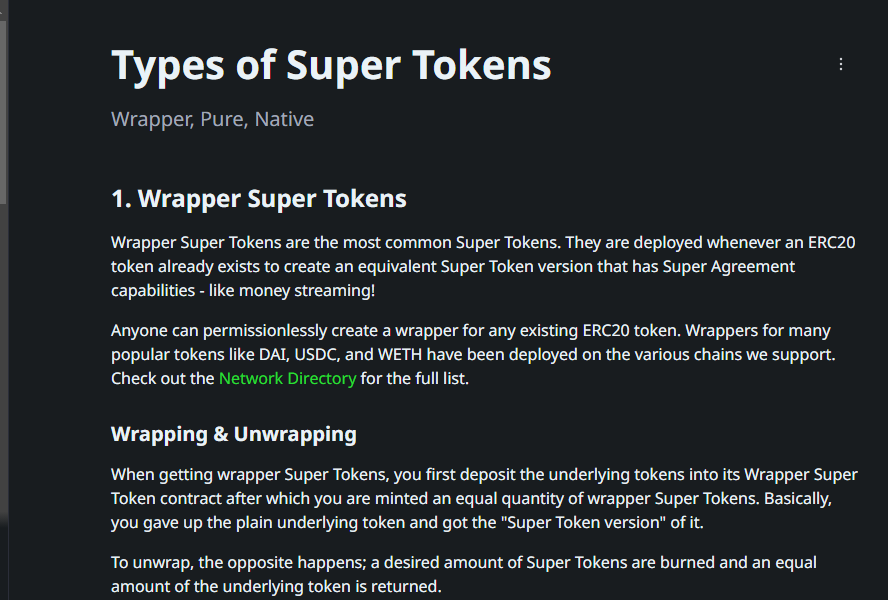 Types of Super Tokens
Wrapper, Pure, Native
1. Wrapper Super Tokens
Wrapper Super Tokens are the most common Super Tokens. They are deployed whenever an ERC20
token already exists to create an equivalent Super Token version that has Super Agreement
capabilities - like money streaming!
Anyone can permissionlessly create a wrapper for any existing ERC20 token. Wrappers for many
popular tokens like DAI, USDC, and WETH have been deployed on the various chains we support.
Check out the Network Directory for the full list.
Wrapping & Unwrapping
When getting wrapper Super Tokens, you first deposit the underlying tokens into its Wrapper Super
Token contract after which you are minted an equal quantity of wrapper Super Tokens. Basically,
you gave up the plain underlying token and got the "Super Token version" of it.
To unwrap, the opposite happens; a desired amount of Super Tokens are burned and an equal
amount of the underlying token is returned.